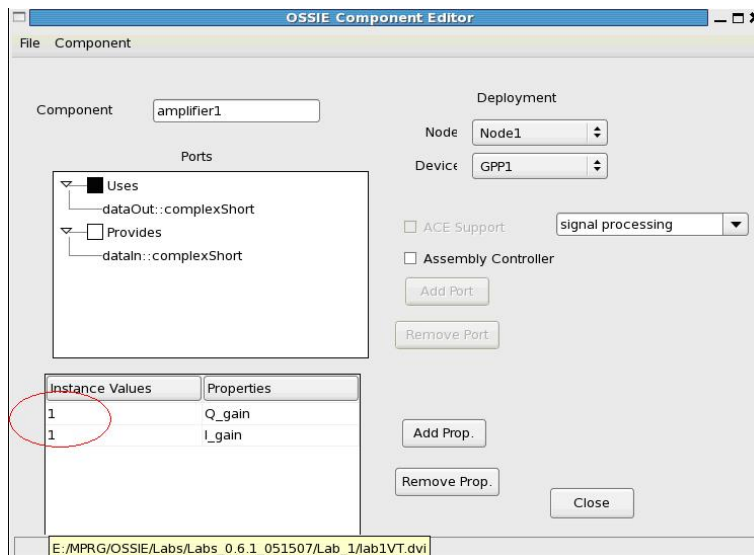 OSSIE Component Editor
File Component
Component amplifier1
Deployment
Node Node1
Device GPP1
Ports
Uses
dataOut::complexShort
Provides
dataIn::complexShort
ACE Support signal processing
Assembly Controller
Add Port
Remove Port
Instance Values Properties
1 Q_gain
1 I_gain
Add Prop.
Remove Prop.
Close
E:/MPRG/OSSIE/Labs/Labs_0.6.1_051507/Lab_1/lab1VT.dvi